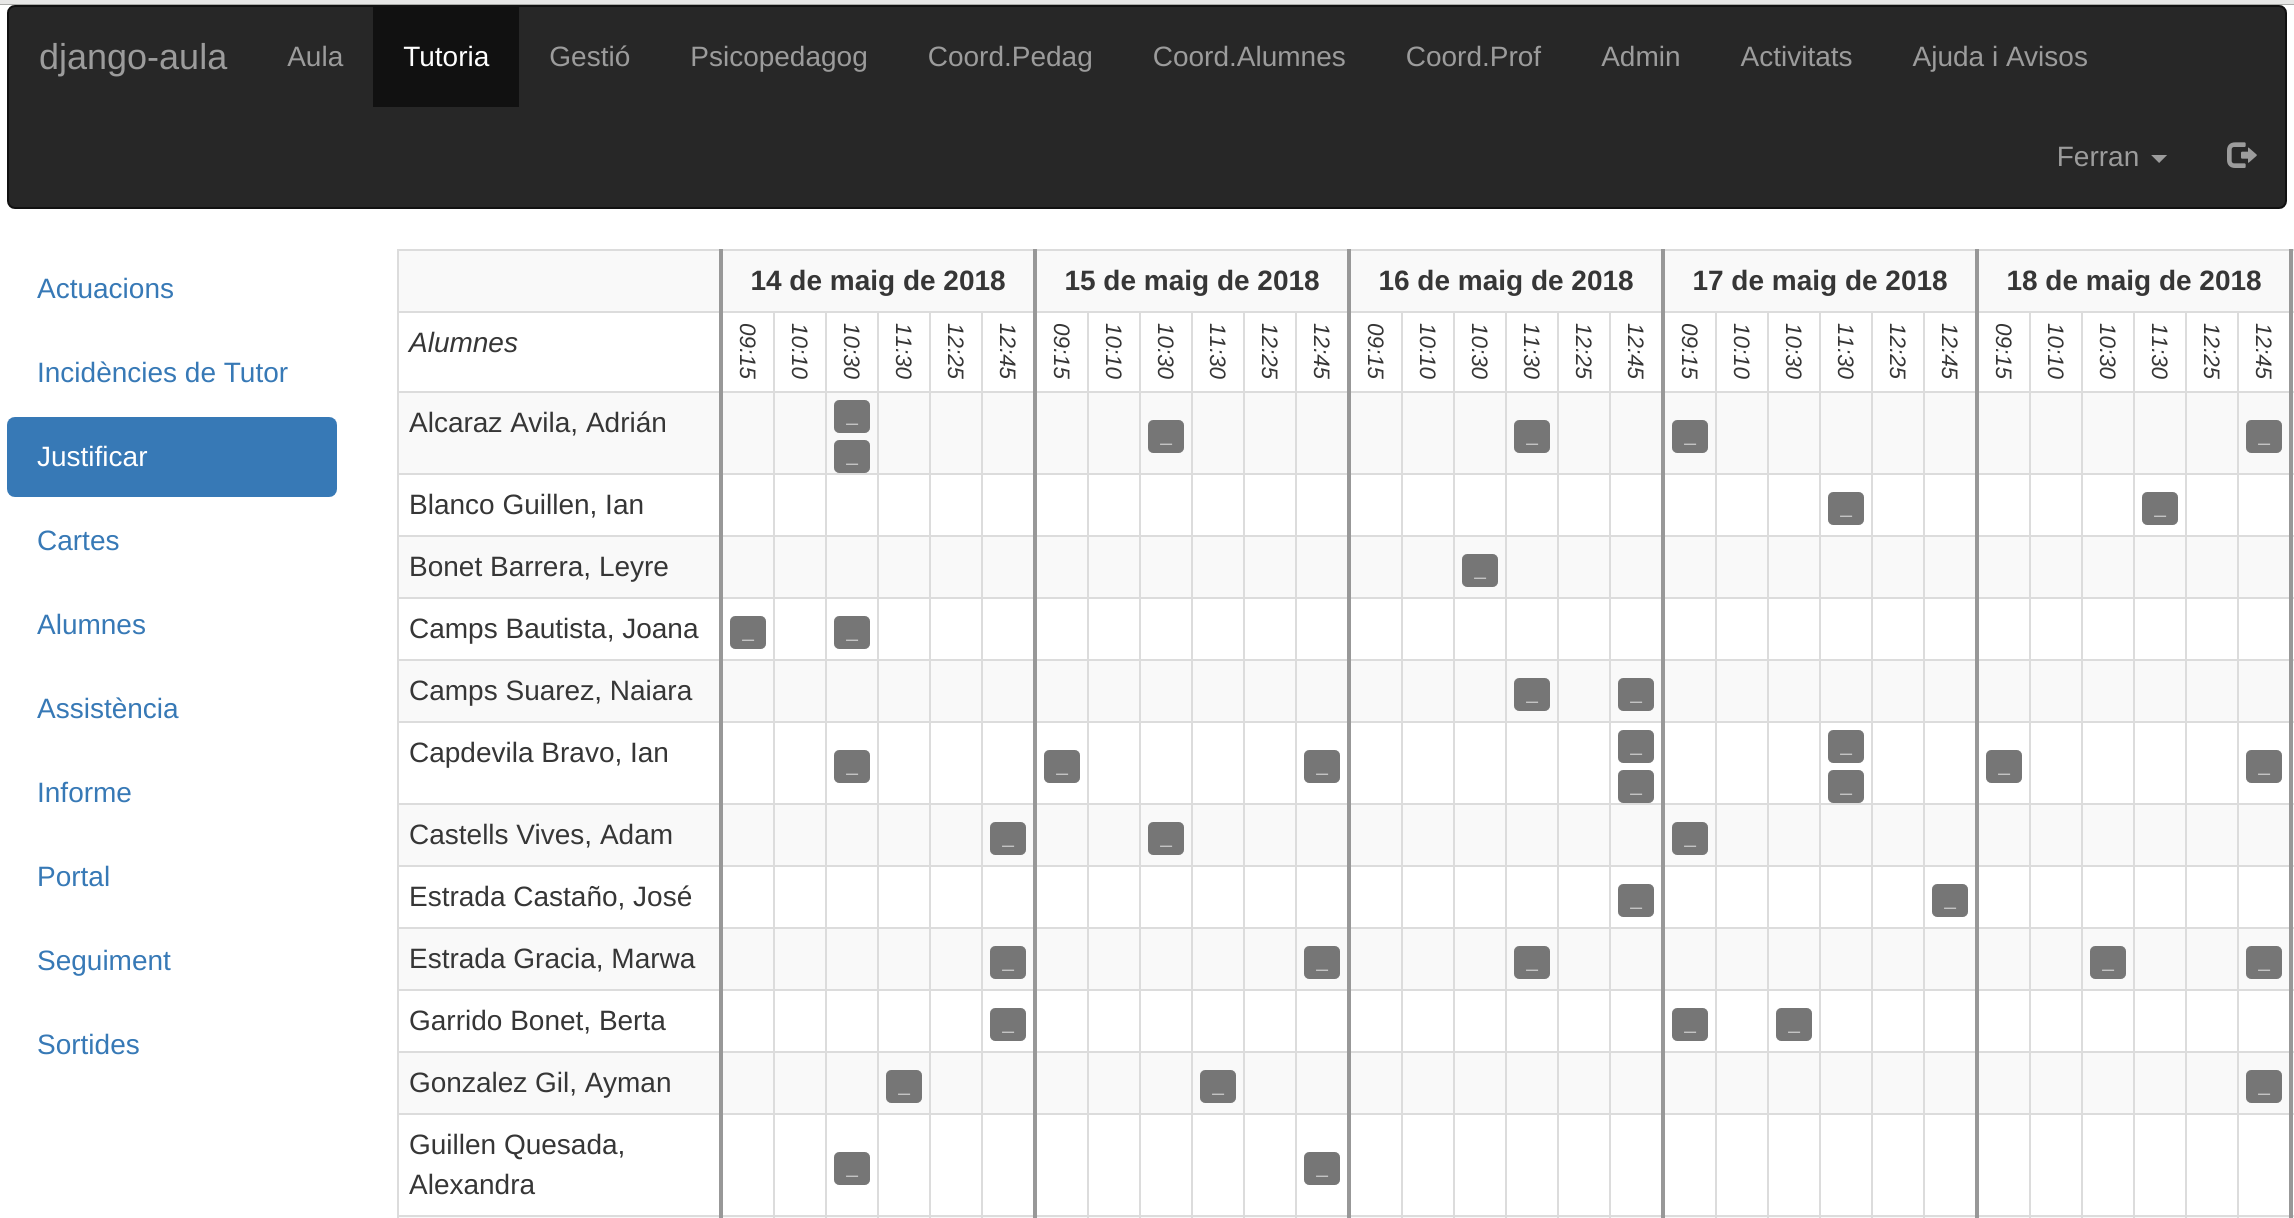 django-aula Aula Tutoria Gestió Psicopedagog Coord.Pedag Coord.Alumnes Coord.Prof Admin Activitats Ajuda i Avisos
Ferran
Actuacions
Incidències de Tutor
Justificar
Cartes
Alumnes
Assistència
Informe
Portal
Seguiment
Sortides
14 de maig de 2018 15 de maig de 2018 16 de maig de 2018 17 de maig de 2018 18 de maig de 2018
Alumnes 09:15 10:10 10:30 11:30 12:25 12:45 09:15 10:10 10:30 11:30 12:25 12:45 09:15 10:10 10:30 11:30 12:25 12:45 09:15 10:10 10:30 11:30 12:25 12:45 09:15 10:10 10:30 11:30 12:25 12:45
Alcaraz Avila, Adrián _ _ _ _ _ _
Blanco Guillen, Ian _ _
Bonet Barrera, Leyre _
Camps Bautista, Joana _ _
Camps Suarez, Naiara _ _
Capdevila Bravo, Ian _ _ _ _ _ _ _ _ _
Castells Vives, Adam _ _ _
Estrada Castaño, José _ _
Estrada Gracia, Marwa _ _ _ _ _
Garrido Bonet, Berta _ _ _
Gonzalez Gil, Ayman _ _ _
Guillen Quesada,
Alexandra _ _